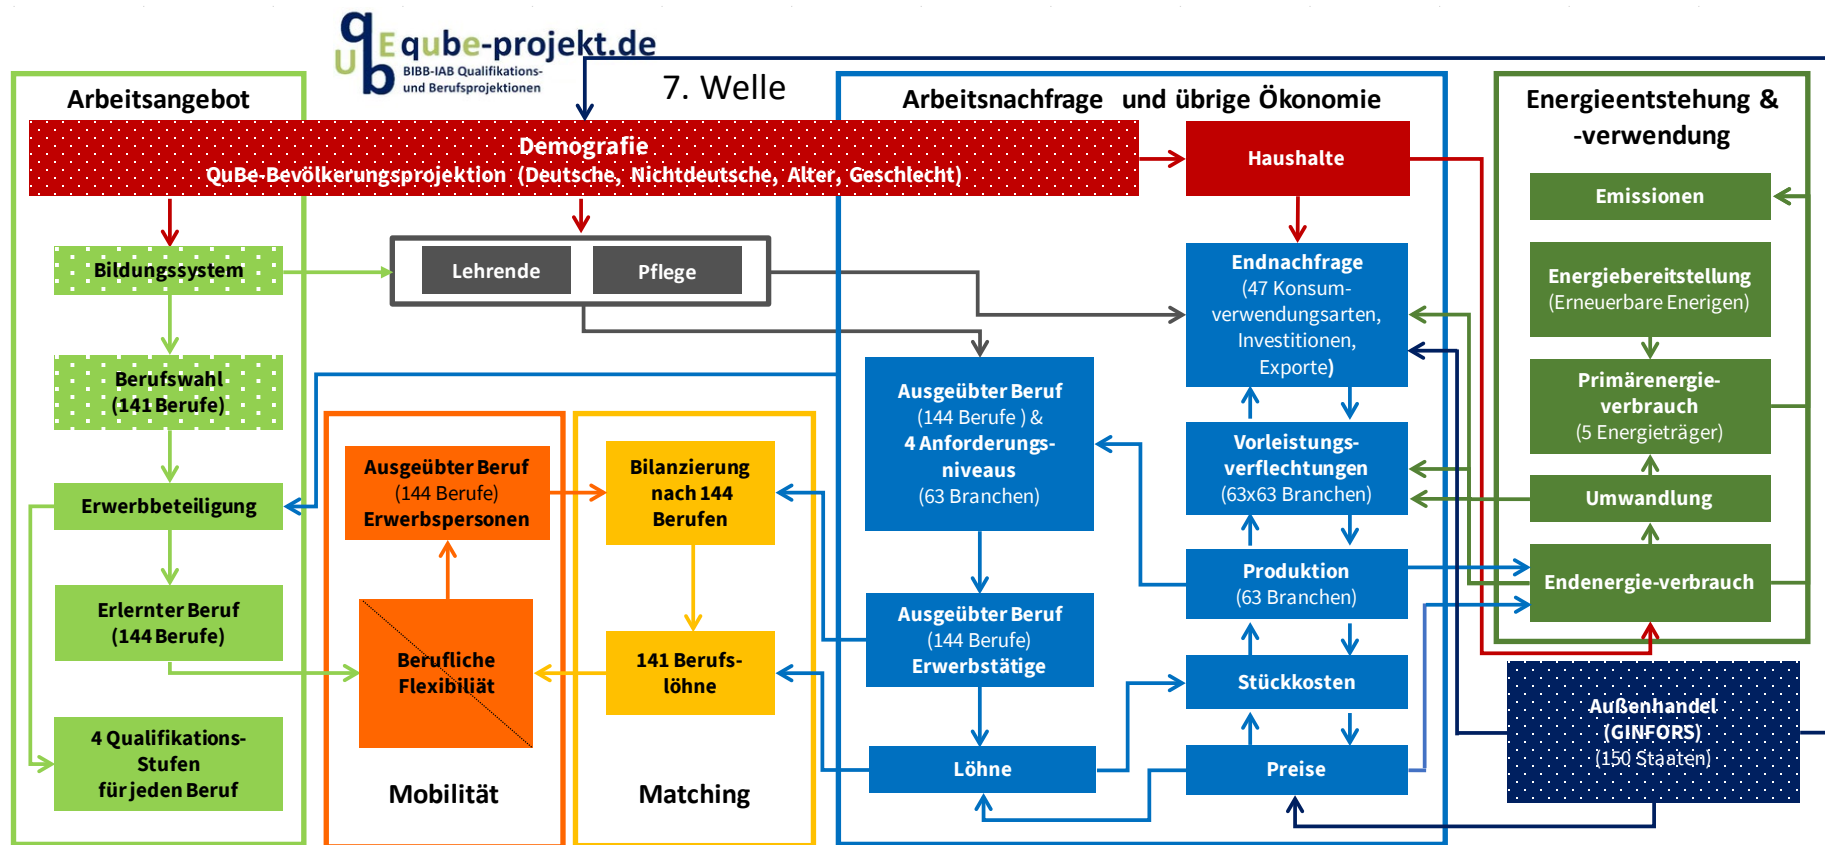 qube-projekt.de
BIBB-IAB Qualifikations-
und Berufsprojektionen
7. Welle
Arbeitsangebot
Arbeitsnachfrage und übrige Ökonomie
Energieentstehung &
-verwendung
Demografie
QuBe-Bevölkerungsprojektion (Deutsche, Nichtdeutsche, Alter, Geschlecht)
Haushalte
Emissionen
Bildungssystem
Lehrende
Pflege
Endnachfrage
(47 Konsum-
verwendungsarten,
Investitionen,
Exporte)
Energiebereitstellung
(Erneuerbare Enerigen)
Berufswahl
(141 Berufe)
Ausgeübter Beruf
(144 Berufe ) &
4 Anforderungs-
niveaus
(63 Branchen)
Primärenergie-
verbrauch
(5 Energieträger)
Ausgeübter Beruf
(144 Berufe)
Erwerbspersonen
Bilanzierung
nach 144
Berufen
Vorleistungs-
verflechtungen
(63x63 Branchen)
Umwandlung
Erwerbbeteiligung
Produktion
(63 Branchen)
Endenergie-verbrauch
Erlernter Beruf
(144 Berufe)
Berufliche
Flexibiliät
141 Berufs-
löhne
Ausgeübter Beruf
(144 Berufe)
Erwerbstätige
Stückkosten
Außenhandel
(GINFORS)
(150 Staaten)
4 Qualifikations-
Stufen
für jeden Beruf
Löhne
Preise
Mobilität
Matching